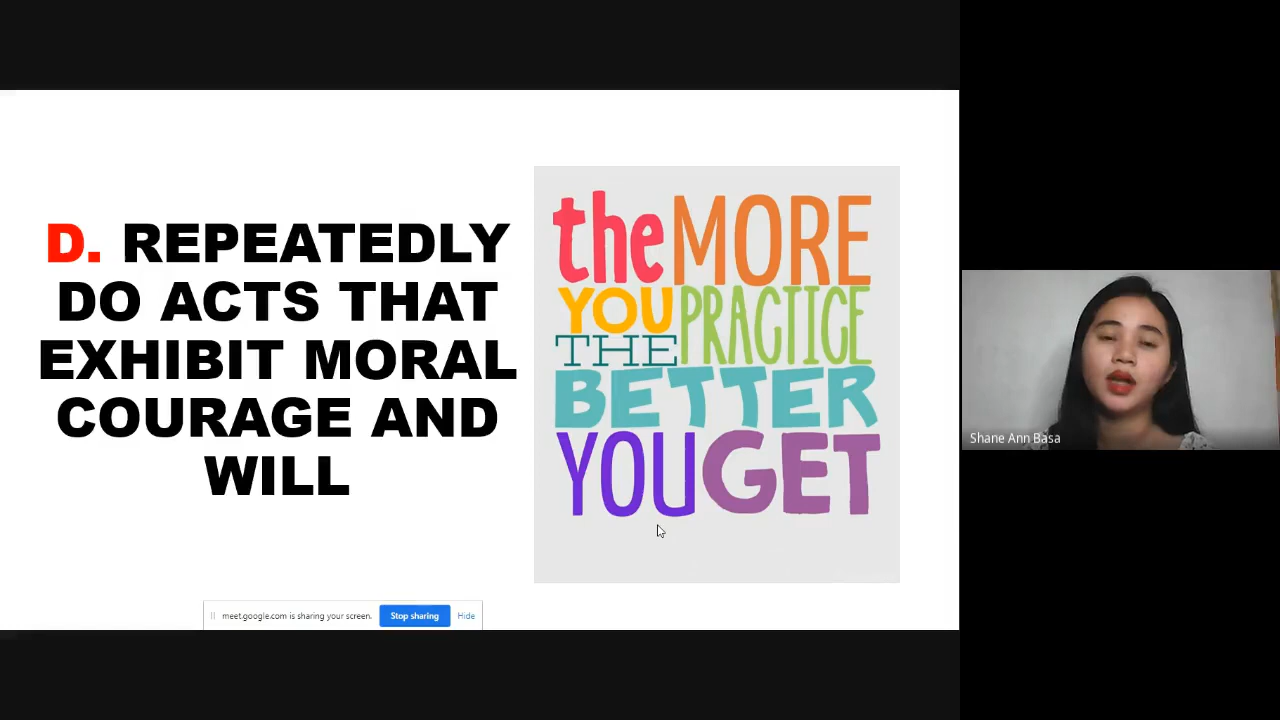 D. REPEATEDLY
DO ACTS THAT
EXHIBIT MORAL
COURAGE AND
WILL
the MORE
YOU PRACTICE
THE
BETTER
YOU GET
Shane Ann Basa
meet.google.com is sharing your screen.
Stop sharing
Hide